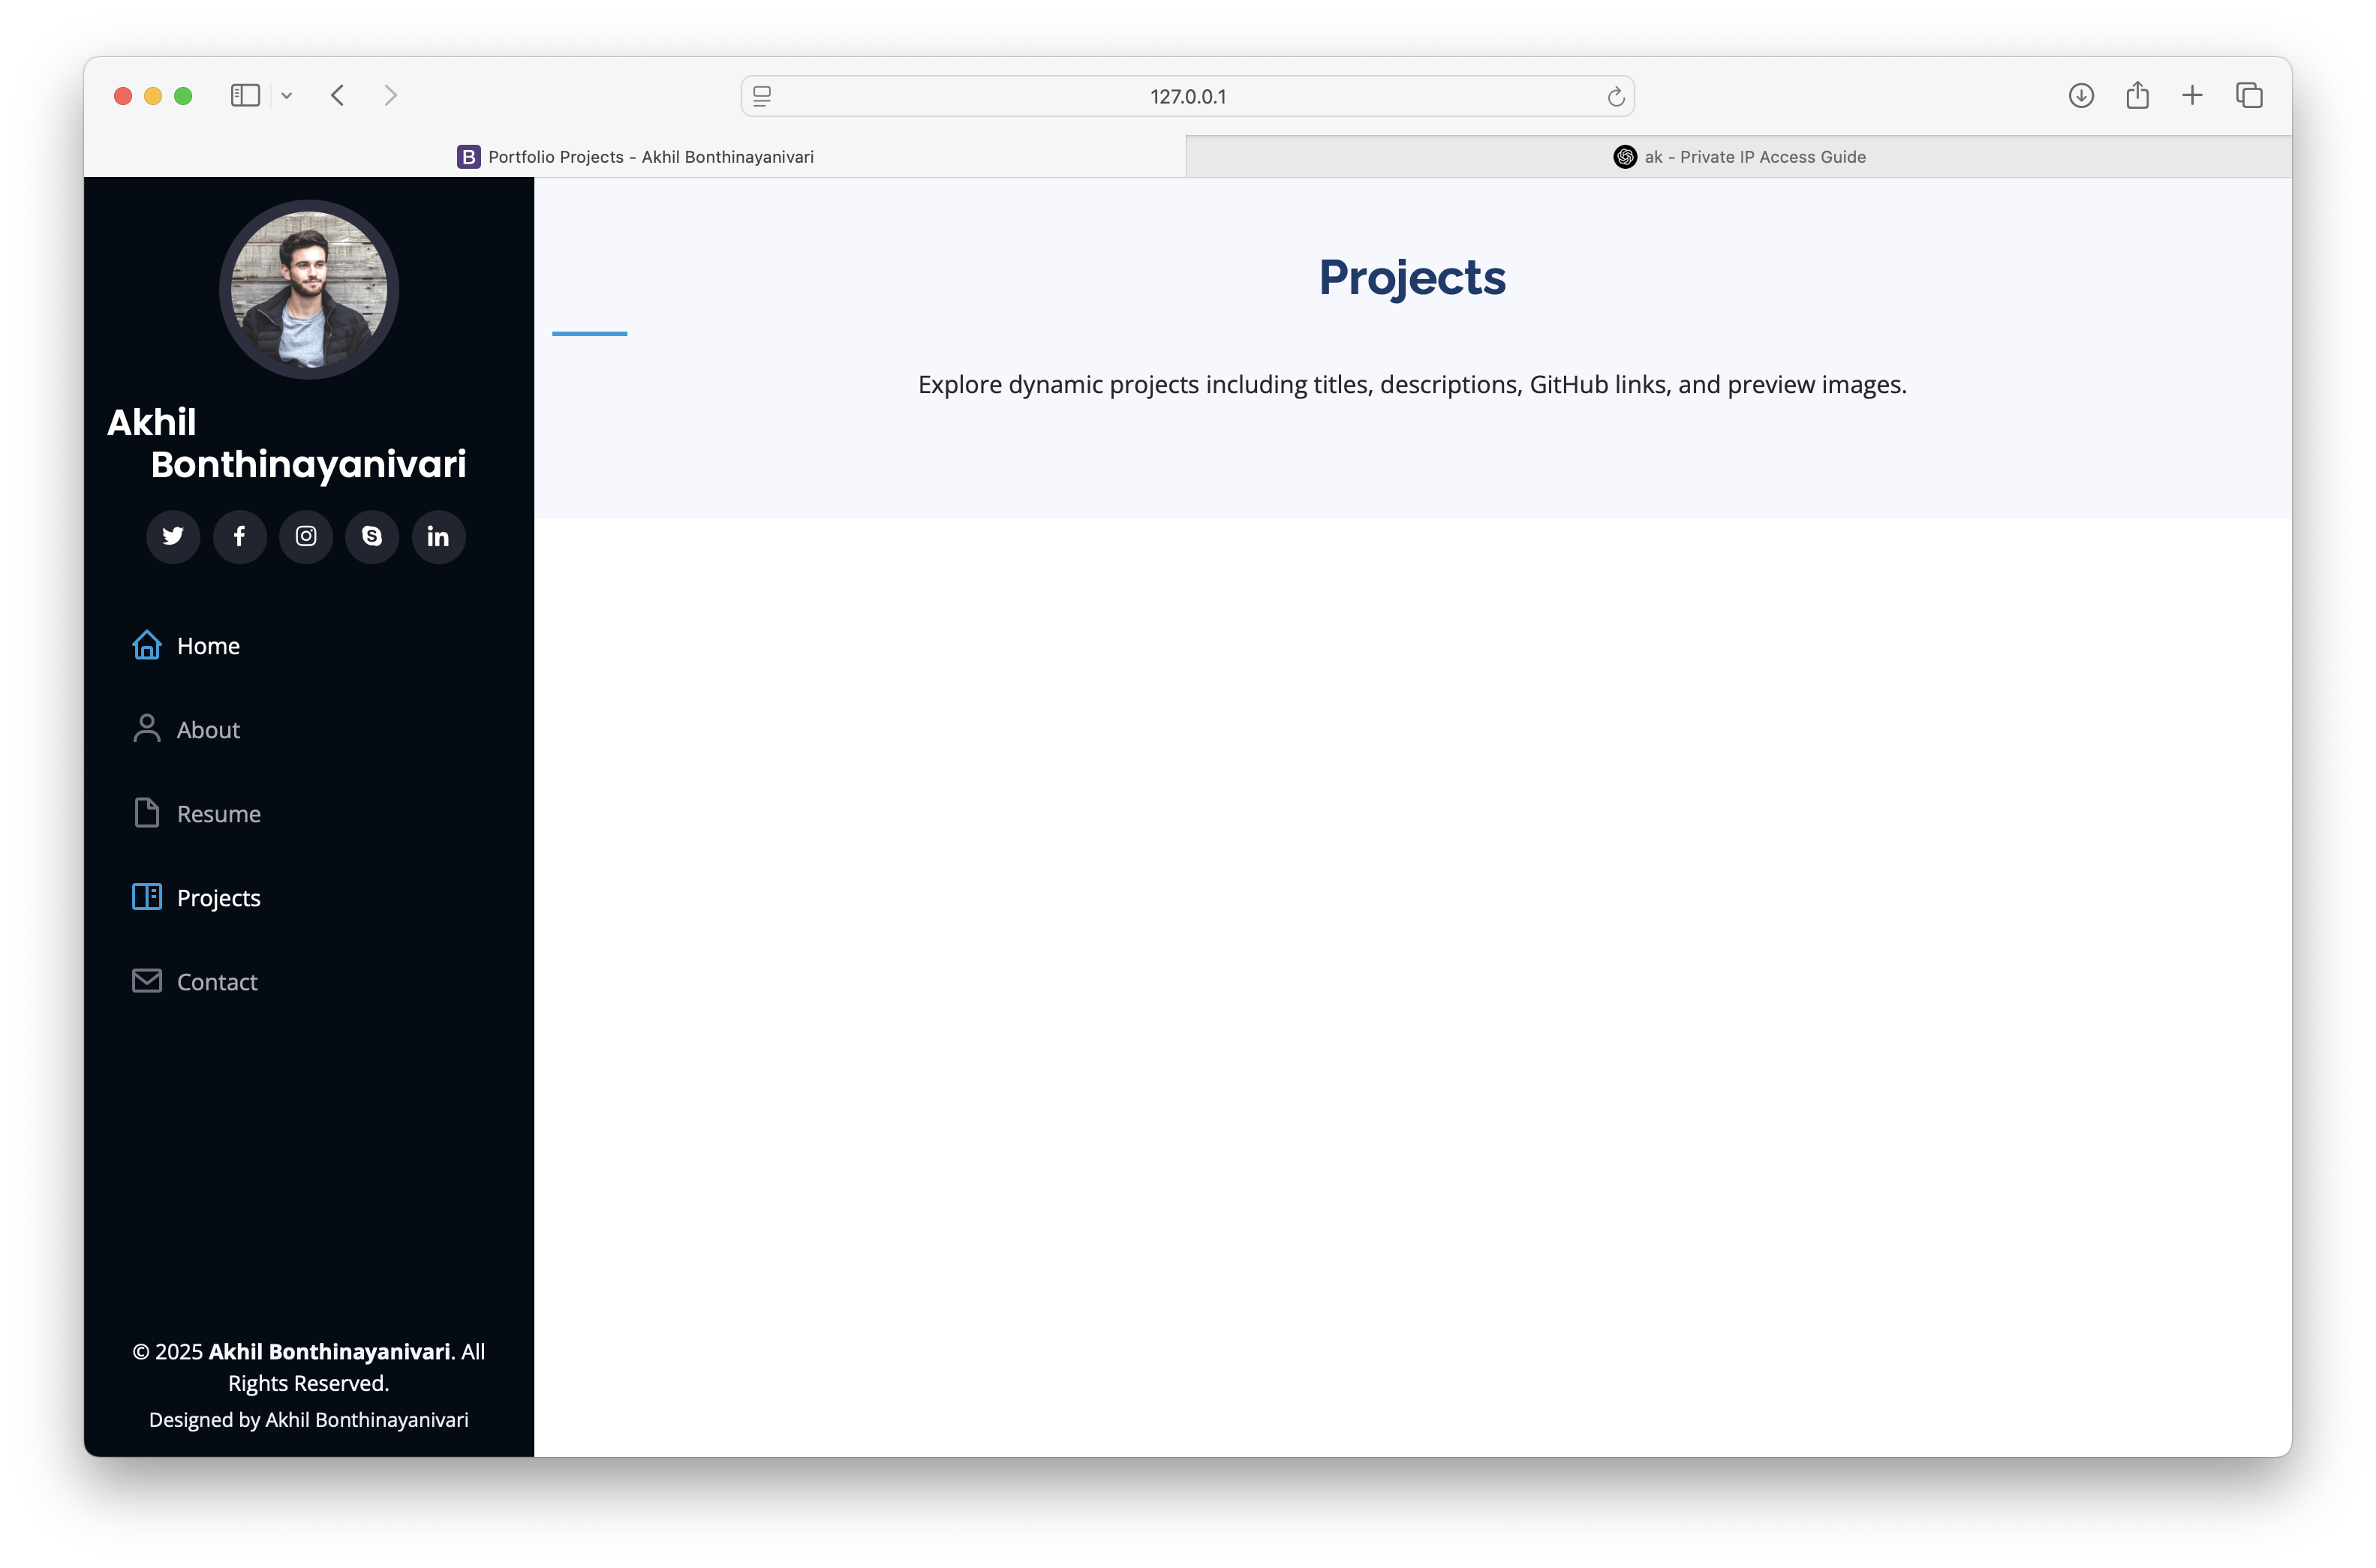 127.0.0.1
B Portfolio Projects - Akhil Bonthinayanivari
ak - Private IP Access Guide
Akhil
Bonthinayanivari
Home
About
Resume
Projects
Contact
© 2025 Akhil Bonthinayanivari. All
Rights Reserved.
Designed by Akhil Bonthinayanivari
Projects
Explore dynamic projects including titles, descriptions, GitHub links, and preview images.